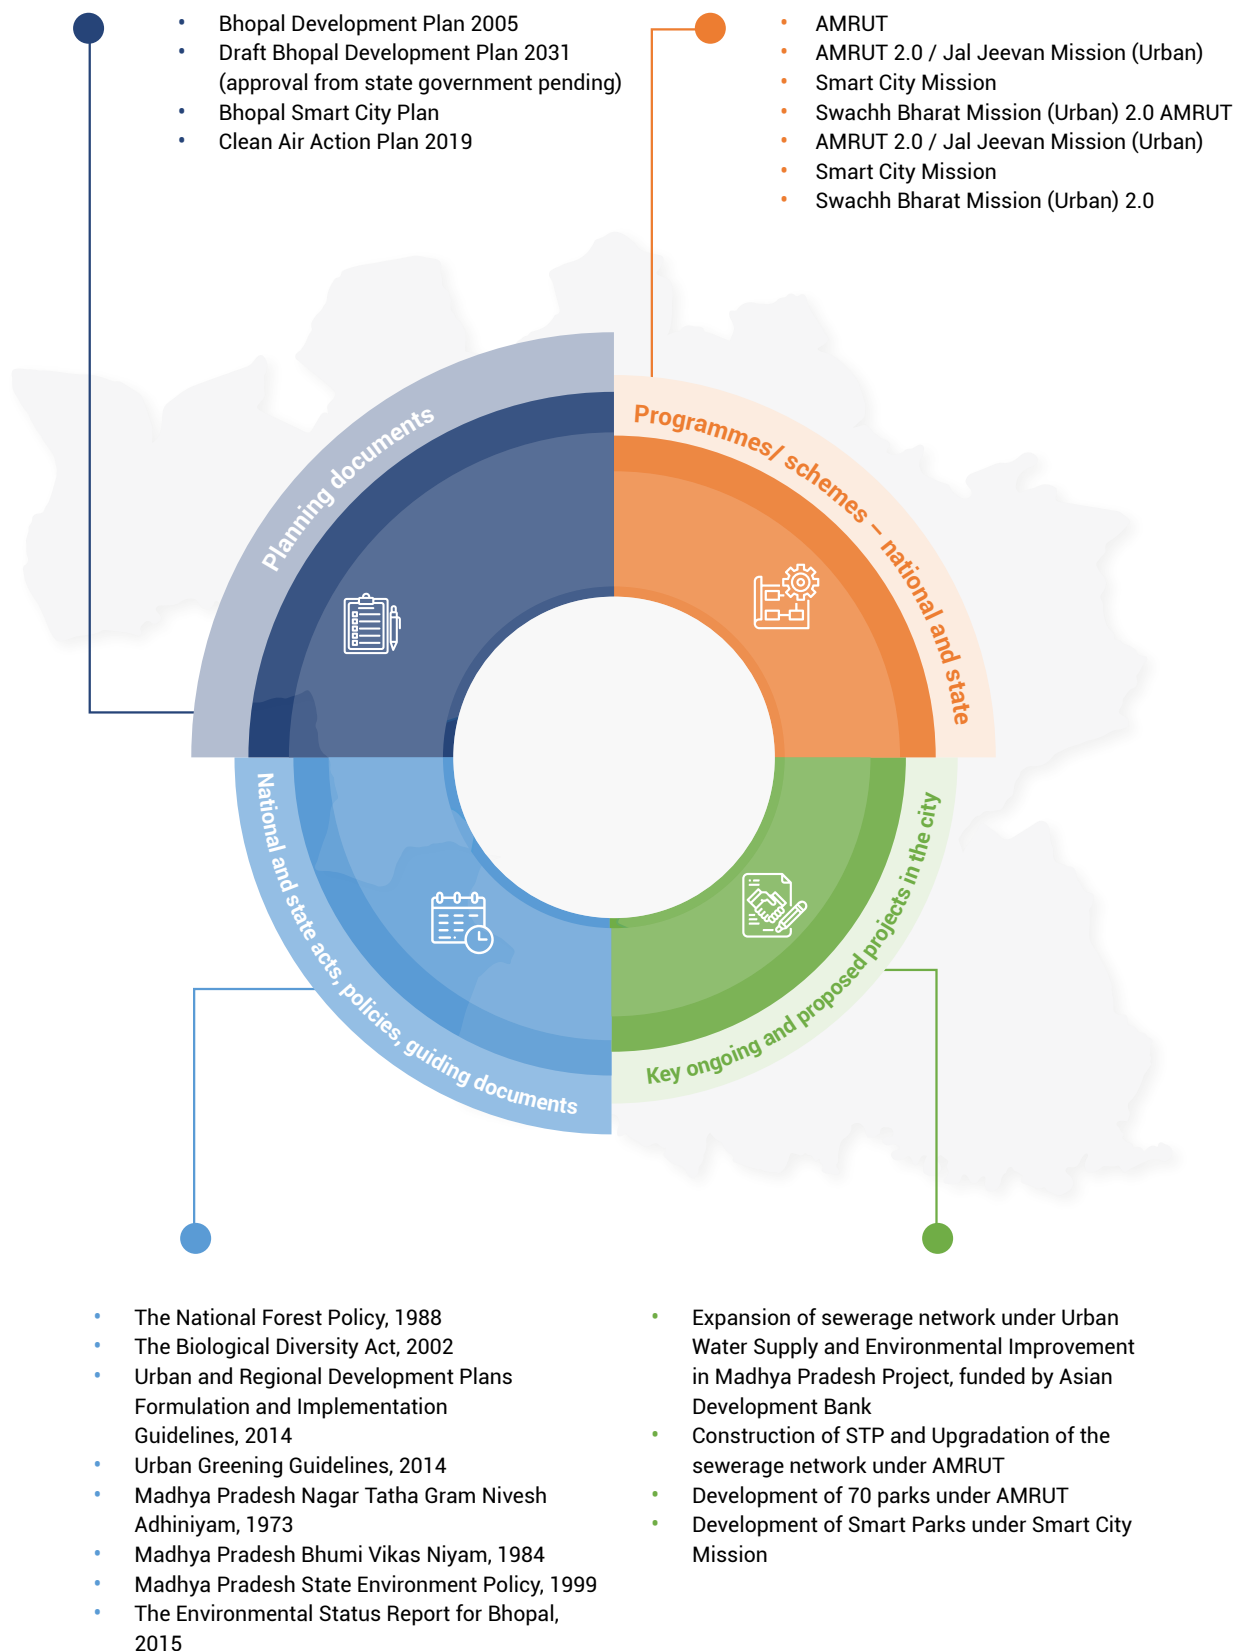 Bhopal Development Plan 2005
Draft Bhopal Development Plan 2031
(approval from state government pending)
Bhopal Smart City Plan
Clean Air Action Plan 2019
AMRUT
AMRUT 2.0 / Jal Jeevan Mission (Urban)
Smart City Mission
Swachh Bharat Mission (Urban) 2.0 AMRUT
AMRUT 2.0 / Jal Jeevan Mission (Urban)
Smart City Mission
Swachh Bharat Mission (Urban) 2.0
Planning documents
Programmes/ schemes – national and state
National and state acts, policies, guiding documents
Key ongoing and proposed projects in the city
The National Forest Policy, 1988
The Biological Diversity Act, 2002
Urban and Regional Development Plans
Formulation and Implementation
Guidelines, 2014
Urban Greening Guidelines, 2014
Madhya Pradesh Nagar Tatha Gram Nivesh
Adhiniyam, 1973
Madhya Pradesh Bhumi Vikas Niyam, 1984
Madhya Pradesh State Environment Policy, 1999
The Environmental Status Report for Bhopal,
2015
Expansion of sewerage network under Urban
Water Supply and Environmental Improvement
in Madhya Pradesh Project, funded by Asian
Development Bank
Construction of STP and Upgradation of the
sewerage network under AMRUT
Development of 70 parks under AMRUT
Development of Smart Parks under Smart City
Mission